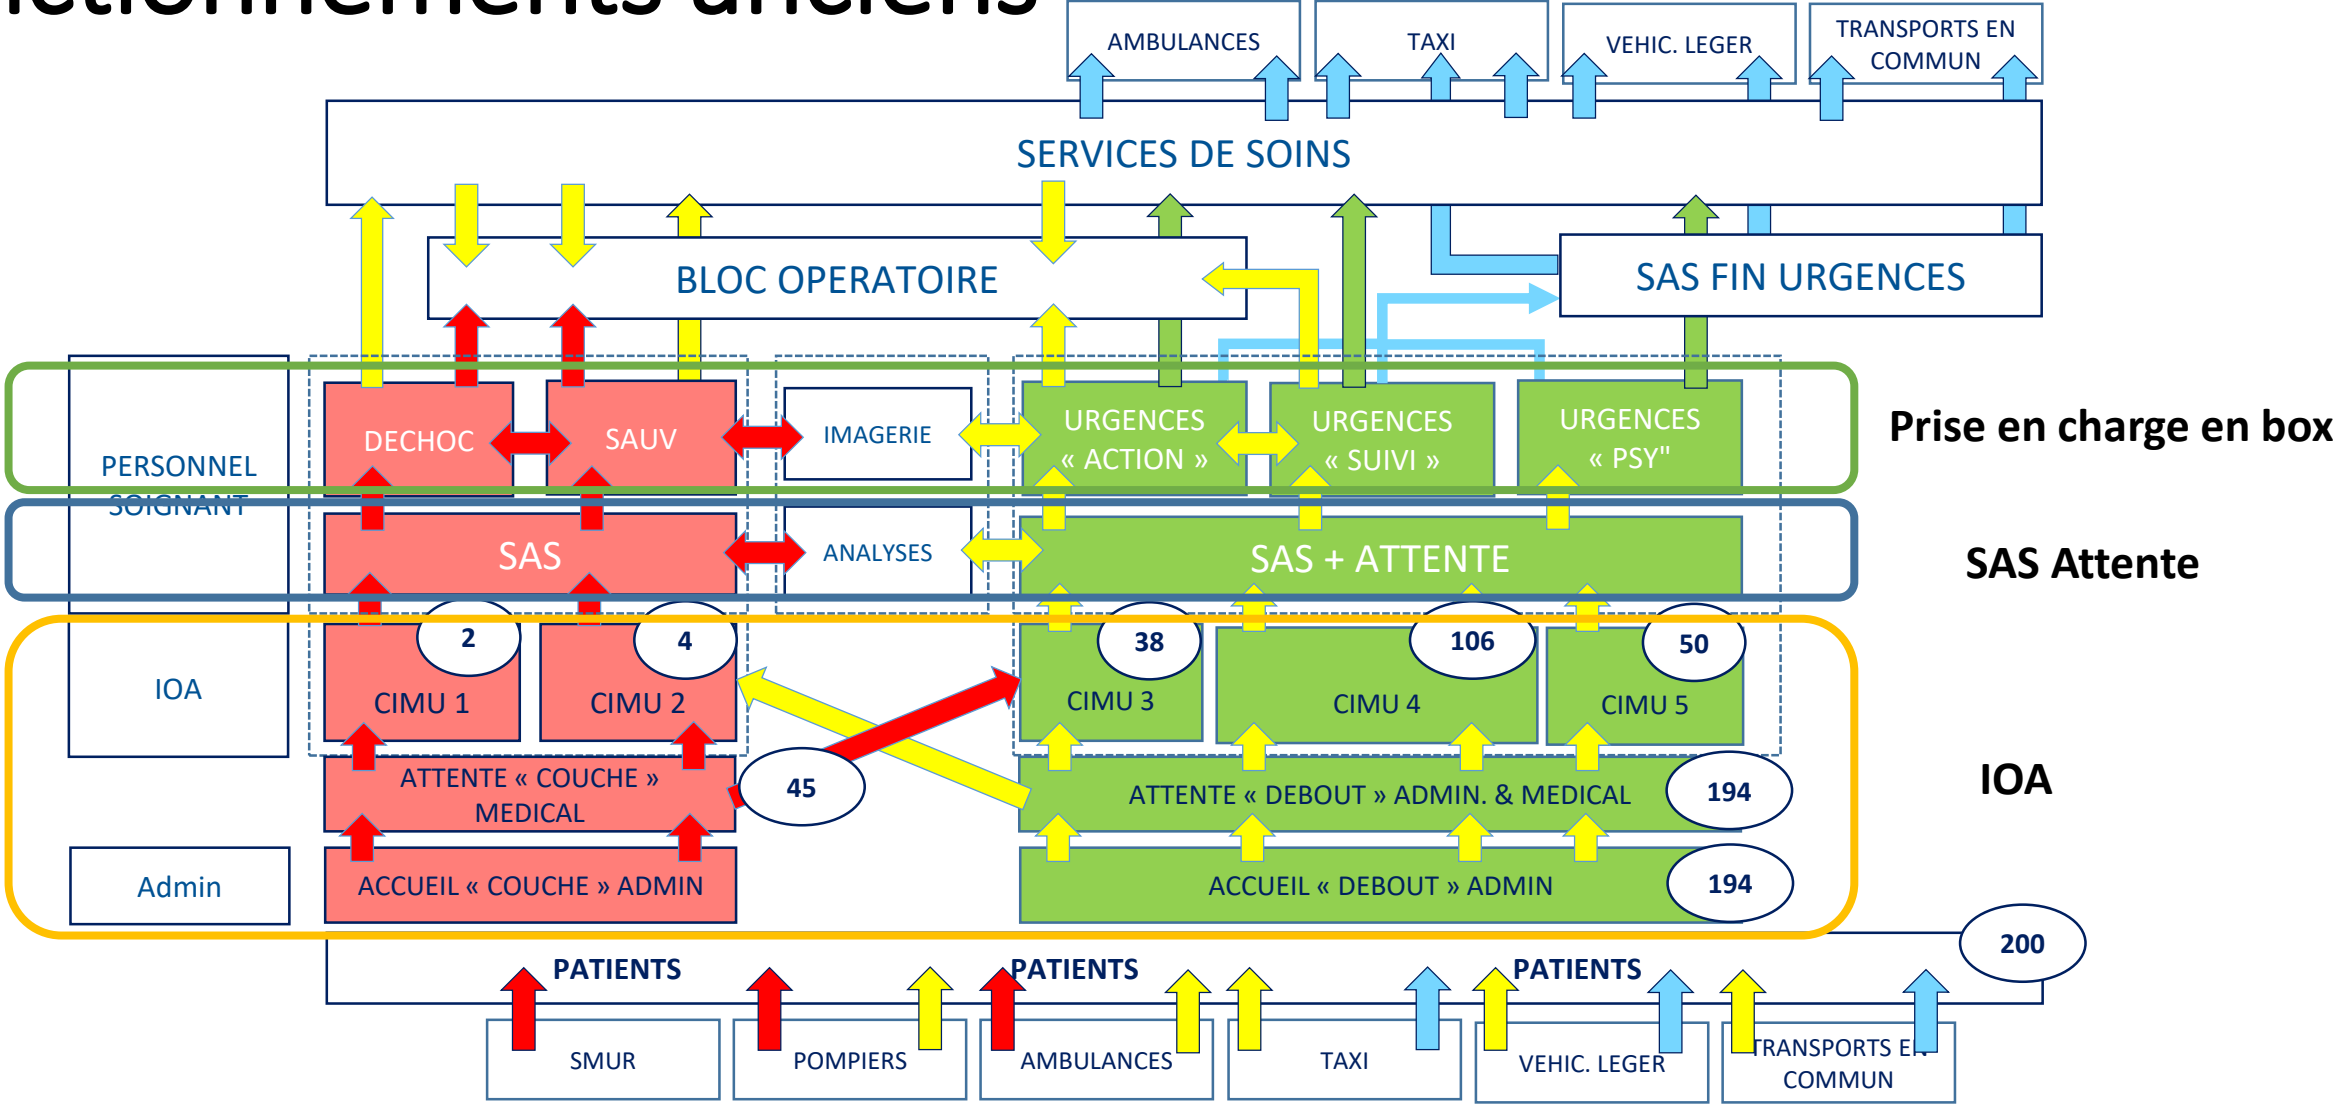 ctionnements anciens
AMBULANCES
TAXI
VEHIC. LEGER
TRANSPORTS EN
COMMUN
SERVICES DE SOINS
BLOC OPERATOIRE
SAS FIN URGENCES
PERSONNEL
SOIGNANT
DECHOC
SAUV
IMAGERIE
URGENCES
« ACTION »
URGENCES
« SUIVI »
URGENCES
« PSY"
Prise en charge en box
SAS
ANALYSES
SAS + ATTENTE
SAS Attente
IOA
2
CIMU 1
4
CIMU 2
38
CIMU 3
106
CIMU 4
50
CIMU 5
ATTENTE « COUCHE »
MEDICAL
45
ATTENTE « DEBOUT » ADMIN. & MEDICAL
194
IOA
Admin
ACCUEIL « COUCHE » ADMIN
ACCUEIL « DEBOUT » ADMIN
194
200
PATIENTS
PATIENTS
PATIENTS
SMUR
POMPIERS
AMBULANCES
TAXI
VEHIC. LEGER
TRANSPORTS EN
COMMUN